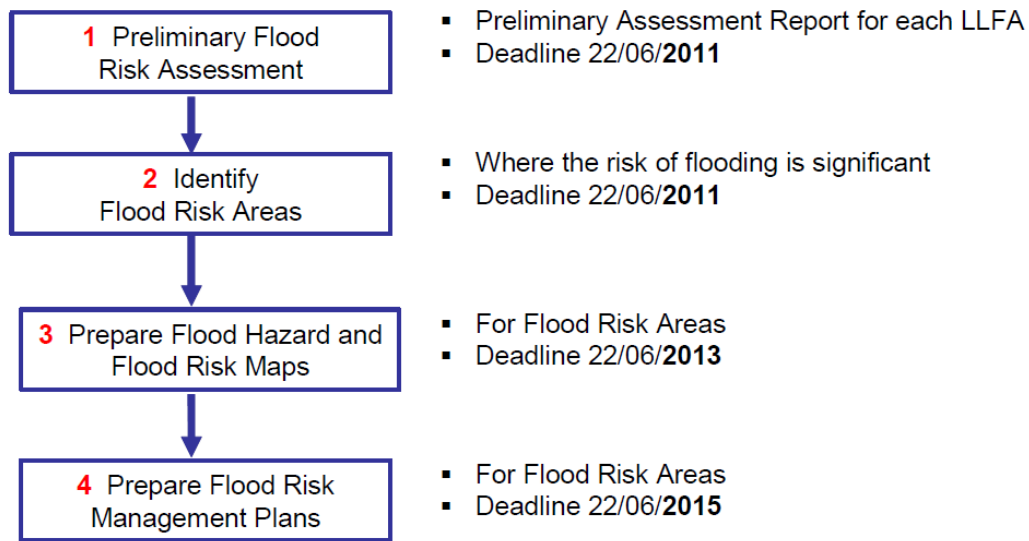 1 Preliminary Flood
Risk Assessment
▪ Preliminary Assessment Report for each LLFA
▪ Deadline 22/06/2011
2 Identify
Flood Risk Areas
▪ Where the risk of flooding is significant
▪ Deadline 22/06/2011
3 Prepare Flood Hazard and
Flood Risk Maps
▪ For Flood Risk Areas
▪ Deadline 22/06/2013
4 Prepare Flood Risk
Management Plans
▪ For Flood Risk Areas
▪ Deadline 22/06/2015